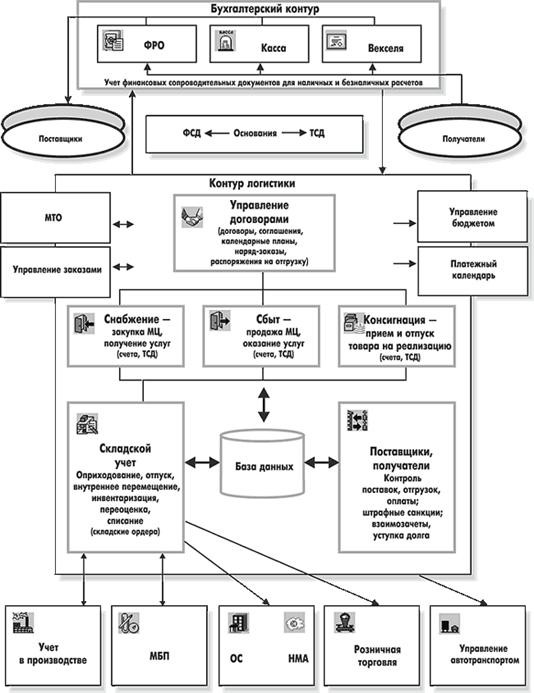 Бухгалтерский контур
ФРО
КАССА
Касса
Векселя
Учет финансовых сопроводительных документов для наличных и безналичных расчетов
Поставщики
ФСД
Основания
ТСД
Получатели
Контур логистики
МТО
Управление заказами
Управление
договорами
(договоры, соглашения,
календарные планы,
наряд-заказы,
распоряжения на отгрузку)
Управление
бюджетом
Платежный
календарь
Снабжение –
закупка МЦ,
получение услуг
(счета, ТСД)
Сбыт –
продажа МЦ,
оказание услуг
(счета, ТСД)
Консигнация –
прием и отпуск
товара на реализацию
(счета, ТСД)
Складской
учет
Оприходование, отпуск,
внутреннее перемещение,
инвентаризация,
переоценка,
списание
(складские ордера)
База данных
Поставщики,
получатели
Контроль
поставок, отгрузок,
оплаты;
штрафные санкции;
взаимозачеты,
уступка долга
Учет
в производстве
МБП
ОС
НМА
Розничная
торговля
Управление
автотранспортом